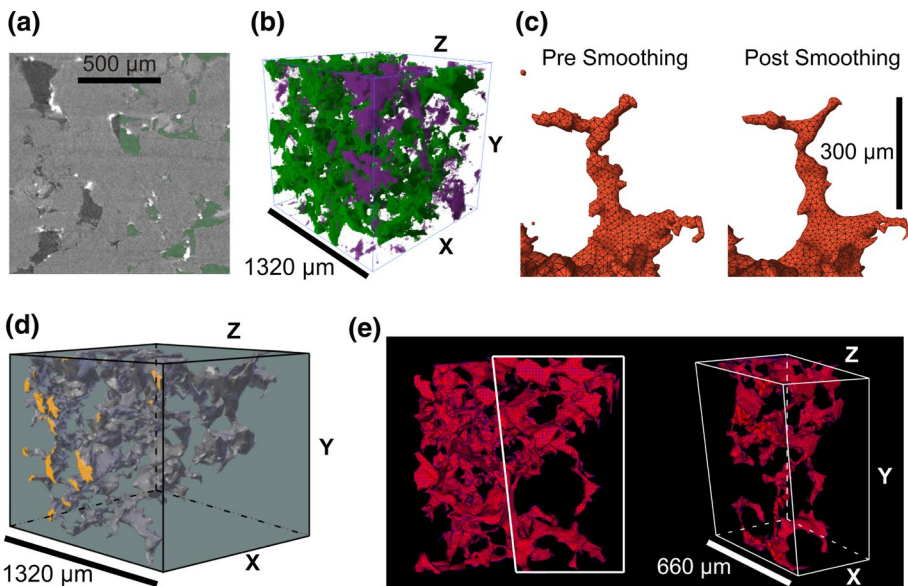 (a)
500 µm
(b)
Z
Y
X
1320 µm
(c)
Pre Smoothing
Post Smoothing
300 µm
(d)
Z
Y
X
1320 µm
(e)
Z
Y
X
660 µm